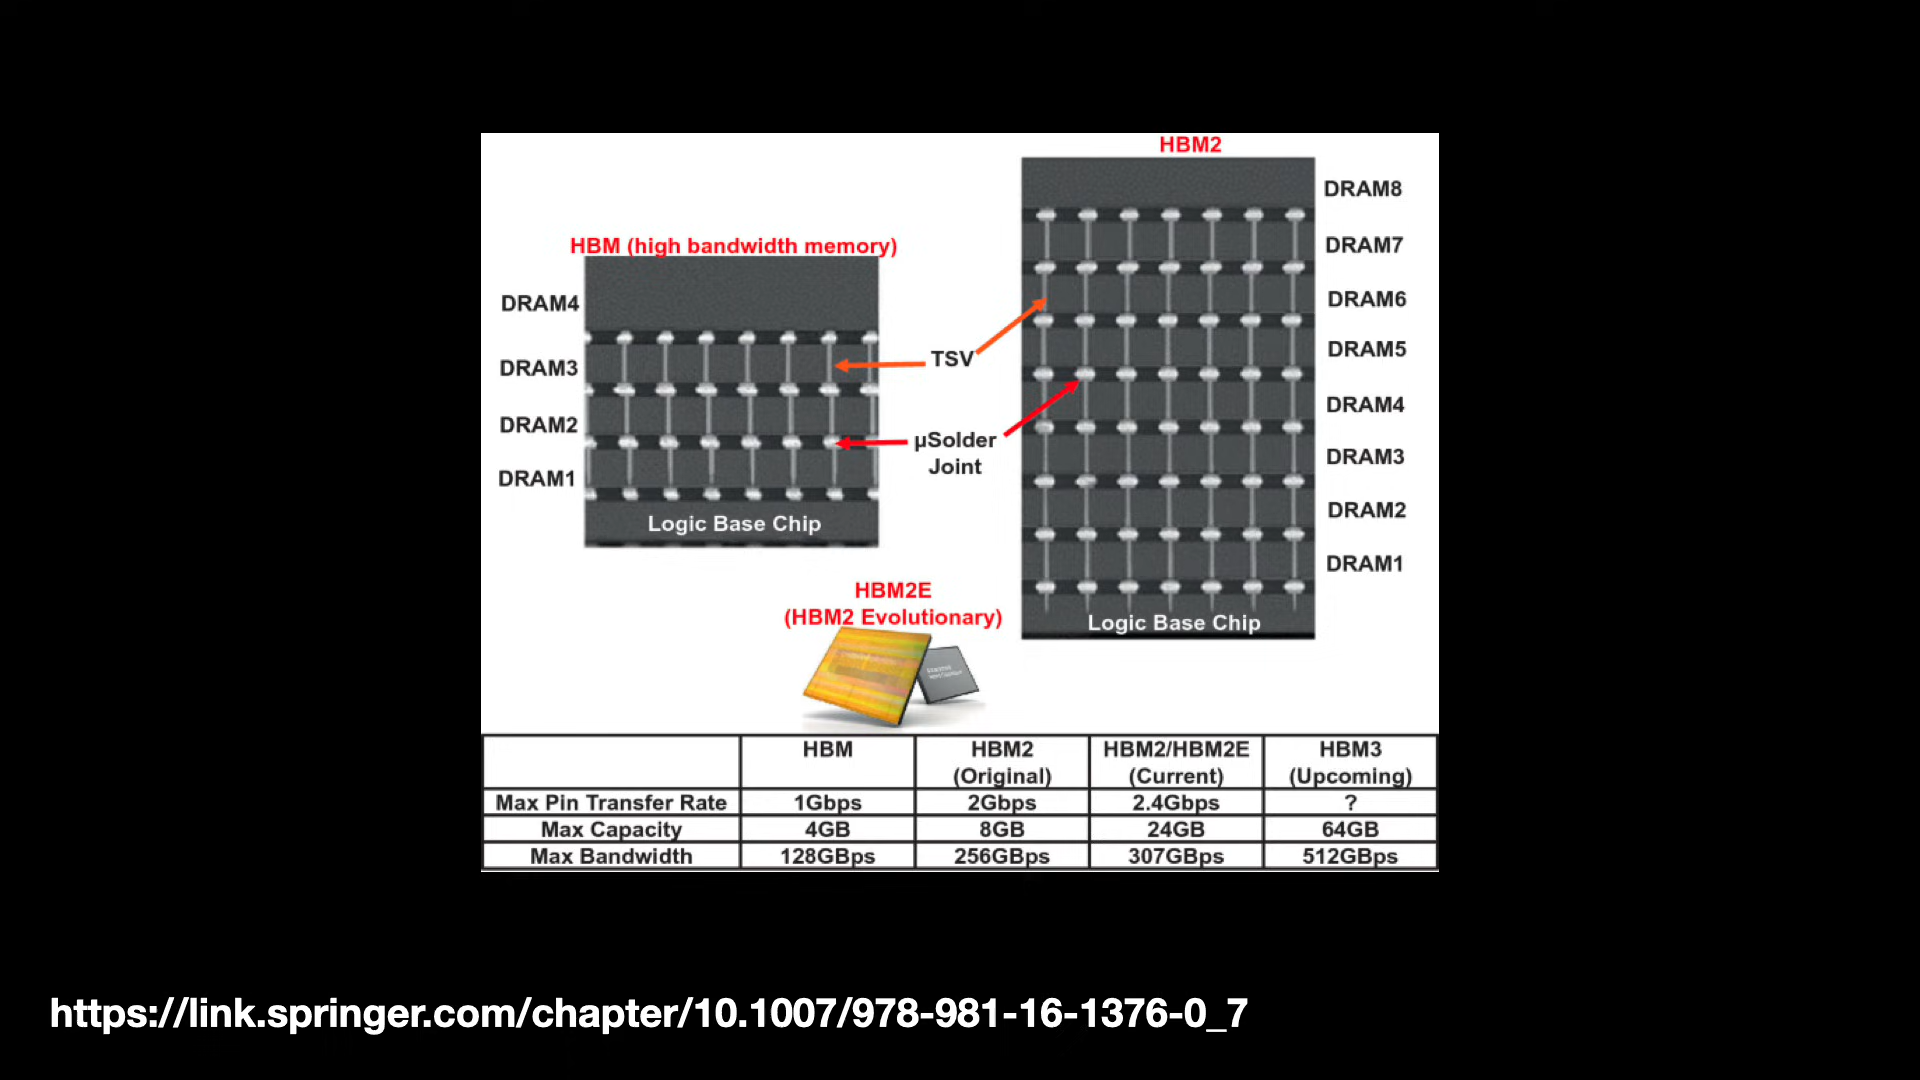 HBM2
HBM (high bandwidth memory)
DRAM4
DRAM3
DRAM2
DRAM1
Logic Base Chip
TSV
µSolder
Joint
DRAM8
DRAM7
DRAM6
DRAM5
DRAM4
DRAM3
DRAM2
DRAM1
Logic Base Chip
HBM2E
(HBM2 Evolutionary)
HBM HBM2 (Original) HBM2/HBM2E (Current) HBM3 (Upcoming)
Max Pin Transfer Rate 1Gbps 2Gbps 2.4Gbps ?
Max Capacity 4GB 8GB 24GB 64GB
Max Bandwidth 128GBps 256GBps 307GBps 512GBps
https://link.springer.com/chapter/10.1007/978-981-16-1376-0_7